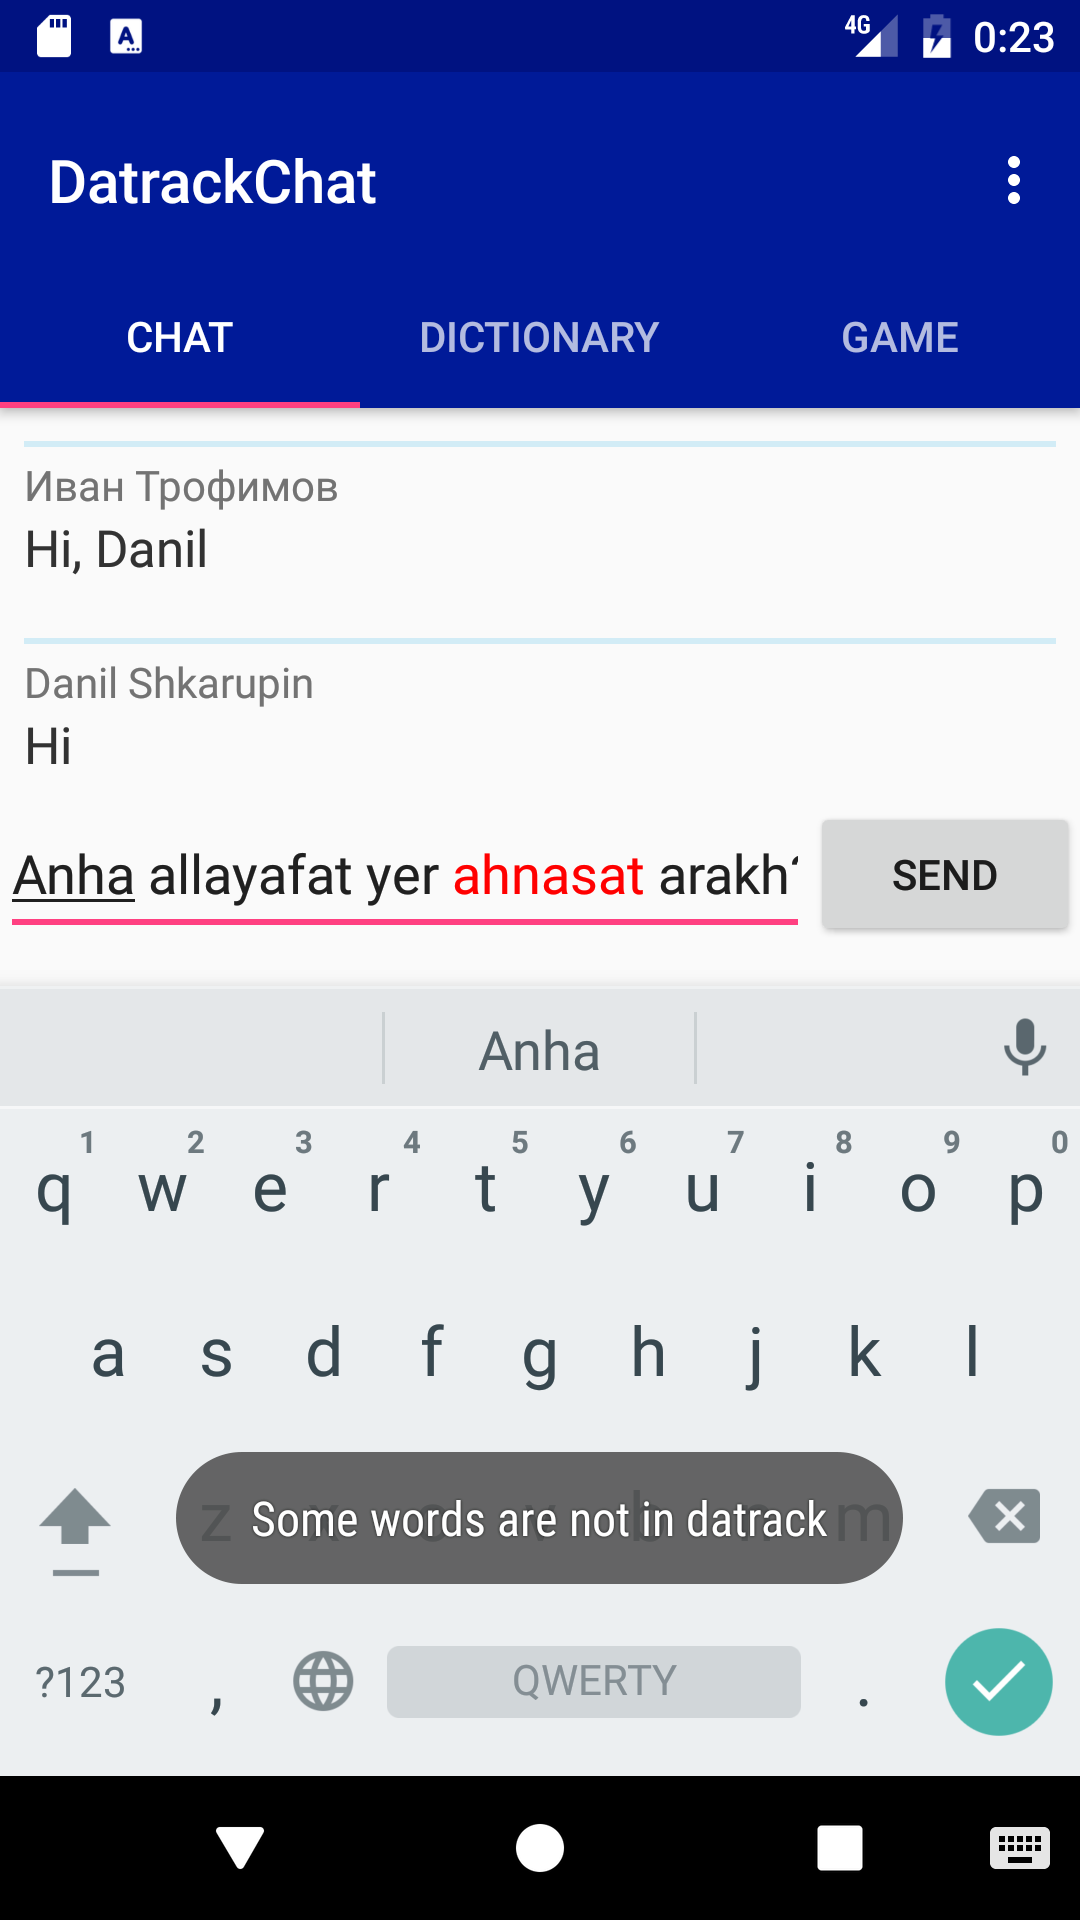 4G 0:23
DatrackChat
CHAT DICTIONARY GAME
Иван Трофимов
Hi, Danil
Danil Shkarupin
Hi
Anha allayafat yer ahnasat arakh
SEND
Anha
1 2 3 4 5 6 7 8 9 0
q w e r t y u i o p
a s d f g h j k l
Some words are not in datrack
?123 , QWERTY .